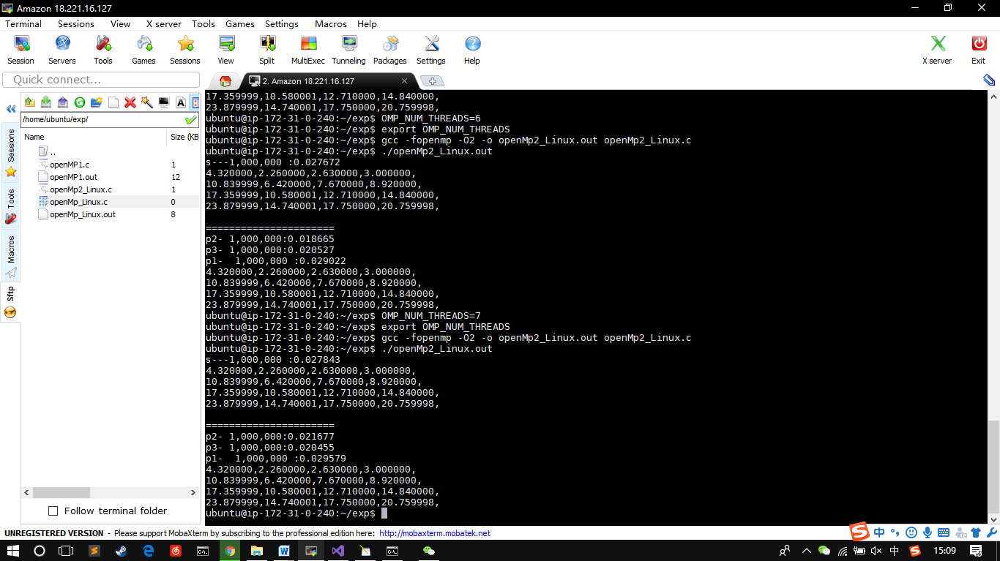 Amazon 18.221.16.127
Terminal Sessions View X server Tools Games Settings Macros Help
Session Servers Tools Games Sessions View Split MultiExec Tunneling Packages Settings Help X server Exit
Quick connect...
2. Amazon 18.221.16.127
/home/ubuntu/exp/
Name Size (KB
..
openMP1.c 1
openMP1.out 12
openMp2_Linux.c 1
openMp_Linux.c 0
openMp_Linux.out 8
Sessions
Tools
Macros
Sftp
Follow terminal folder
17.359999,10.580001,12.710000,14.840000,
23.879999,14.740001,17.750000,20.759998,
ubuntu@ip-172-31-0-240:~/exp$ OMP_NUM_THREADS=6
ubuntu@ip-172-31-0-240:~/exp$ export OMP_NUM_THREADS
ubuntu@ip-172-31-0-240:~/exp$ gcc -fopenmp -O2 -o openMp2_Linux.out openMp2_Linux.c
ubuntu@ip-172-31-0-240:~/exp$ ./openMp2_Linux.out
s---1,000,000 :0.027672
4.320000,2.260000,2.630000,3.000000,
10.839999,6.420000,7.670000,8.920000,
17.359999,10.580001,12.710000,14.840000,
23.879999,14.740001,17.750000,20.759998,
======================
p2- 1,000,000:0.018665
p3- 1,000,000:0.020527
p1-  1,000,000 :0.029022
4.320000,2.260000,2.630000,3.000000,
10.839999,6.420000,7.670000,8.920000,
17.359999,10.580001,12.710000,14.840000,
23.879999,14.740001,17.750000,20.759998,
ubuntu@ip-172-31-0-240:~/exp$ OMP_NUM_THREADS=7
ubuntu@ip-172-31-0-240:~/exp$ export OMP_NUM_THREADS
ubuntu@ip-172-31-0-240:~/exp$ gcc -fopenmp -O2 -o openMp2_Linux.out openMp2_Linux.c
ubuntu@ip-172-31-0-240:~/exp$ ./openMp2_Linux.out
s---1,000,000 :0.027843
4.320000,2.260000,2.630000,3.000000,
10.839999,6.420000,7.670000,8.920000,
17.359999,10.580001,12.710000,14.840000,
23.879999,14.740001,17.750000,20.759998,
======================
p2- 1,000,000:0.021677
p3- 1,000,000:0.020455
p1-  1,000,000 :0.029579
4.320000,2.260000,2.630000,3.000000,
10.839999,6.420000,7.670000,8.920000,
17.359999,10.580001,12.710000,14.840000,
23.879999,14.740001,17.750000,20.759998,
ubuntu@ip-172-31-0-240:~/exp$
UNREGISTERED VERSION - Please support MobaXterm by subscribing to the professional edition here: http://mobaxterm.mobatek.net
中
中 15:09